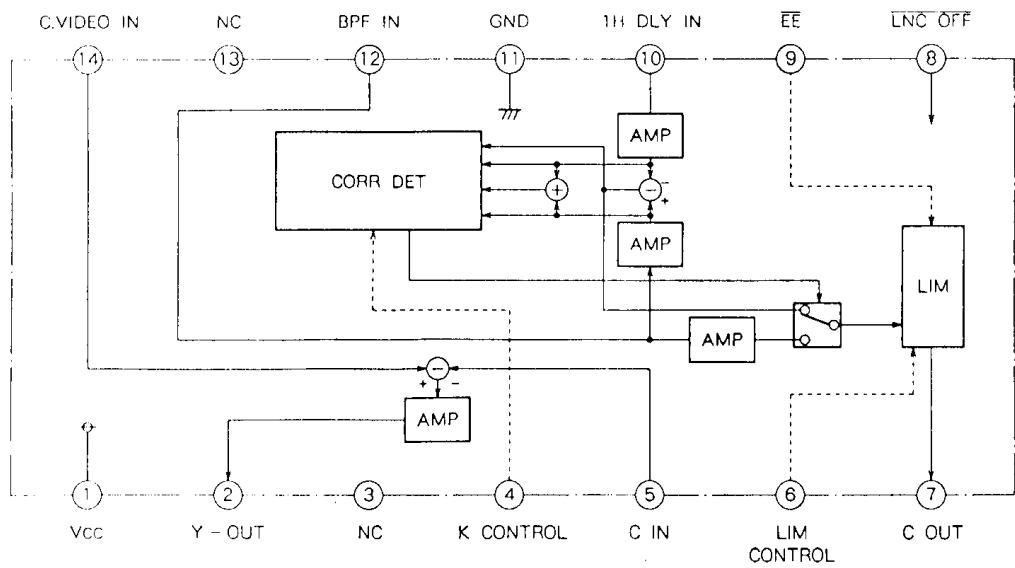 C.VIDEO IN NC BPF IN GND 1H DLY IN EE LNC OFF
14 13 12 11 10 9 8
AMP
CORR DET
+ − −
+
AMP
LIM
AMP
−
+ −
AMP
1 2 3 4 5 6 7
Vcc Y-OUT NC K CONTROL C IN LIM C OUT
CONTROL